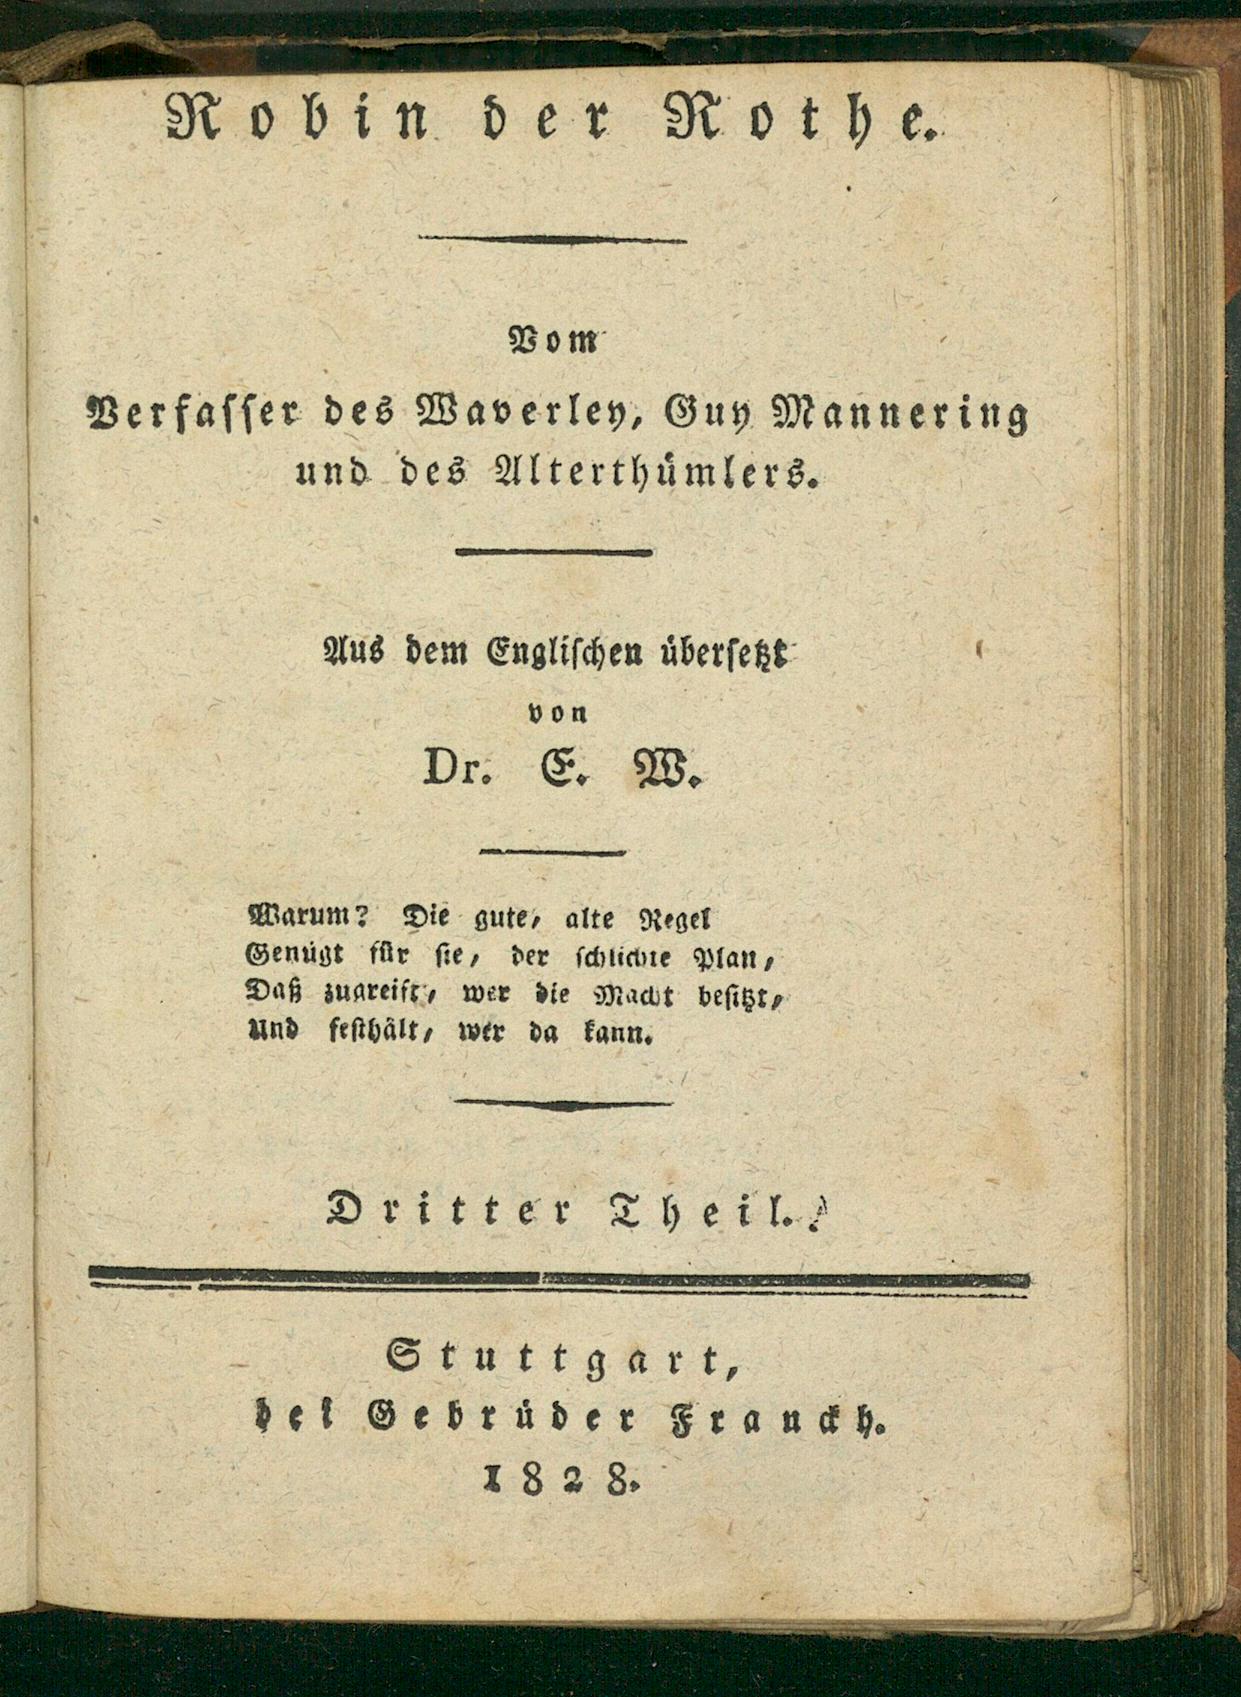 Robin der Rothe.
Vom
Verfasser des Waverley, Guy Mannering
und des Alterthümlers.
Aus dem Englischen übersetzt
von
Dr. E. W.
Warum? Die gute, alte Regel
Genügt für sie, der schlichte Plan,
Daß zugreift, wer die Macht besitzt,
Und festhält, wer da kann.
Dritter Theil.
Stuttgart,
bei Gebrüder Franckh.
1828.